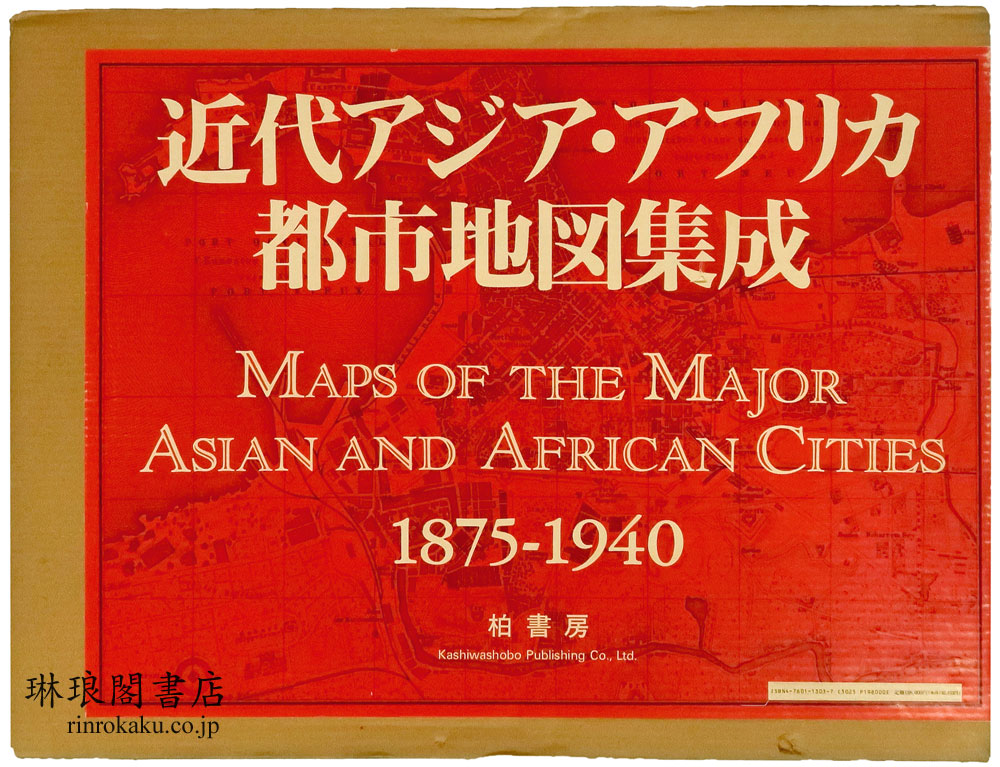 近代アジア・アフリカ
都市地図集成
MAPS OF THE MAJOR
ASIAN AND AFRICAN CITIES
1875-1940
柏書房
Kashiwashobo Publishing Co., Ltd.
琳琅閣書店
rinrokaku.co.jp